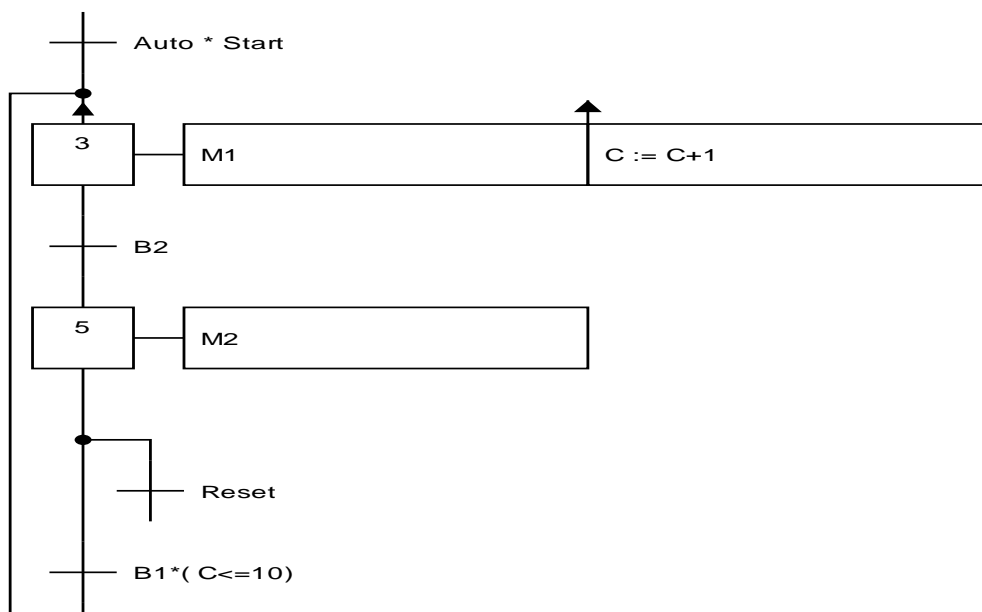 Auto * Start
3
M1
C := C+1
B2
5
M2
Reset
B1*( C<=10)